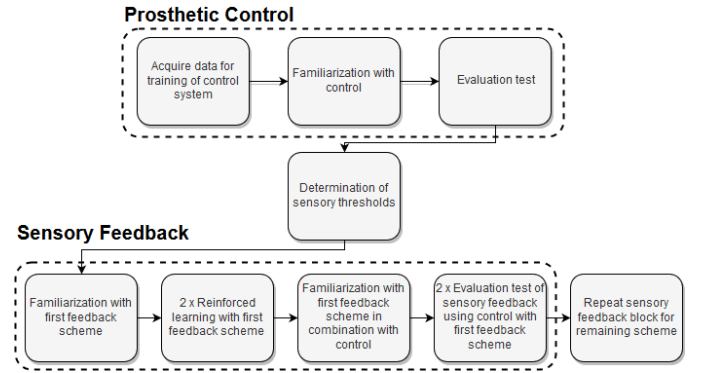 Prosthetic Control
Acquire data for
training of control
system
Familiarization with
control
Evaluation test
Determination of
sensory thresholds
Sensory Feedback
Familiarization with
first feedback
scheme
2 x Reinforced
learning with first
feedback scheme
Familiarization with
first feedback
scheme in
combination with
control
2 x Evaluation test of
sensory feedback
using control with
first feedback
scheme
Repeat sensory
feedback block for
remaining scheme